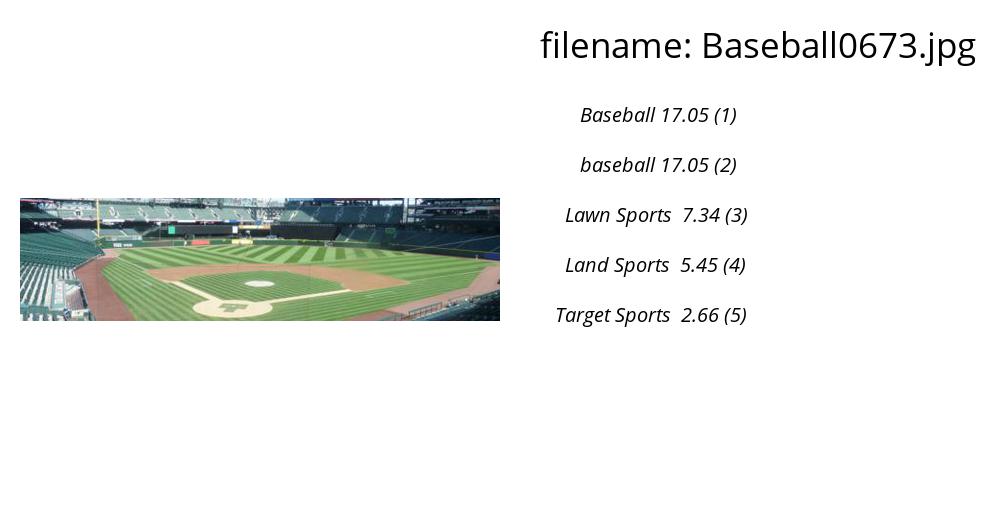 filename: Baseball0673.jpg
Baseball 17.05 (1)
baseball 17.05 (2)
Lawn Sports 7.34 (3)
Land Sports 5.45 (4)
Target Sports 2.66 (5)